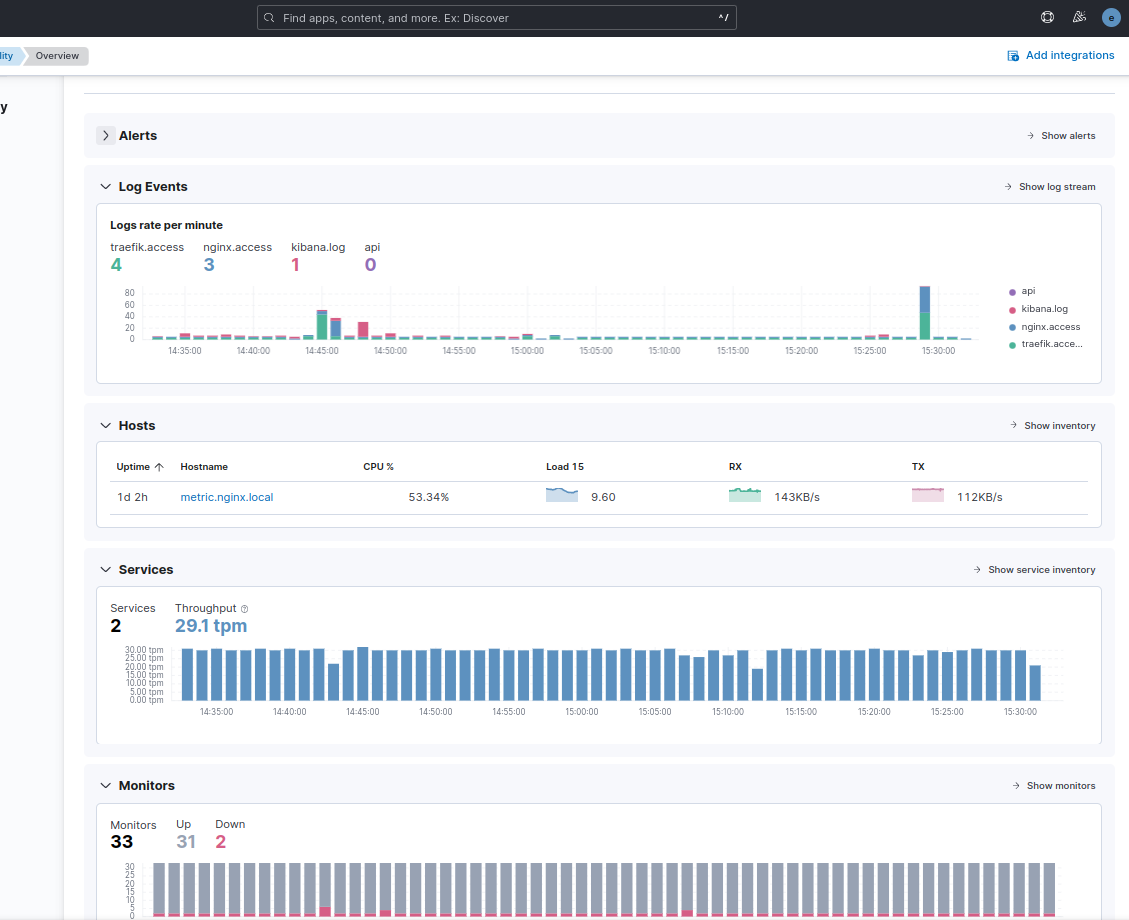 Find apps, content, and more. Ex: Discover ^/
e
lity Overview Add integrations
y
Alerts Show alerts
Log Events Show log stream
Logs rate per minute
traefik.access nginx.access kibana.log api
4 3 1 0
80
60
40
20
0
14:35:00 14:40:00 14:45:00 14:50:00 14:55:00 15:00:00 15:05:00 15:10:00 15:15:00 15:20:00 15:25:00 15:30:00
api
kibana.log
nginx.access
traefik.acce...
Hosts Show inventory
Uptime Hostname CPU % Load 15 RX TX
1d 2h metric.nginx.local 53.34% 9.60 143KB/s 112KB/s
Services Show service inventory
Services Throughput
2 29.1 tpm
30.00 tpm
25.00 tpm
20.00 tpm
15.00 tpm
10.00 tpm
5.00 tpm
0.00 tpm
14:35:00 14:40:00 14:45:00 14:50:00 14:55:00 15:00:00 15:05:00 15:10:00 15:15:00 15:20:00 15:25:00 15:30:00
Monitors Show monitors
Monitors Up Down
33 31 2
30
25
20
15
10
5
0